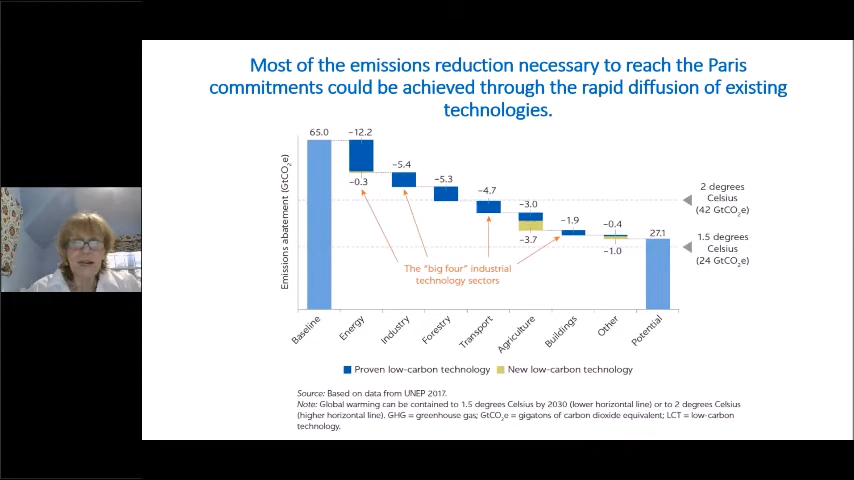 Most of the emissions reduction necessary to reach the Paris
commitments could be achieved through the rapid diffusion of existing
technologies.
Emissions abatement (GtCO2e)
65.0
−12.2
−0.3
−5.4
−5.3
−4.7
−3.0
−3.7
−1.9
−0.4
−1.0
27.1
2 degrees
Celsius
(42 GtCO2e)
1.5 degrees
Celsius
(24 GtCO2e)
The "big four" industrial
technology sectors
Baseline
Energy
Industry
Forestry
Transport
Agriculture
Buildings
Other
Potential
Proven low-carbon technology
New low-carbon technology
Source: Based on data from UNEP 2017.
Note: Global warming can be contained to 1.5 degrees Celsius by 2030 (lower horizontal line) or to 2 degrees Celsius
(higher horizontal line). GHG = greenhouse gas; GtCO2e = gigatons of carbon dioxide equivalent; LCT = low-carbon
technology.